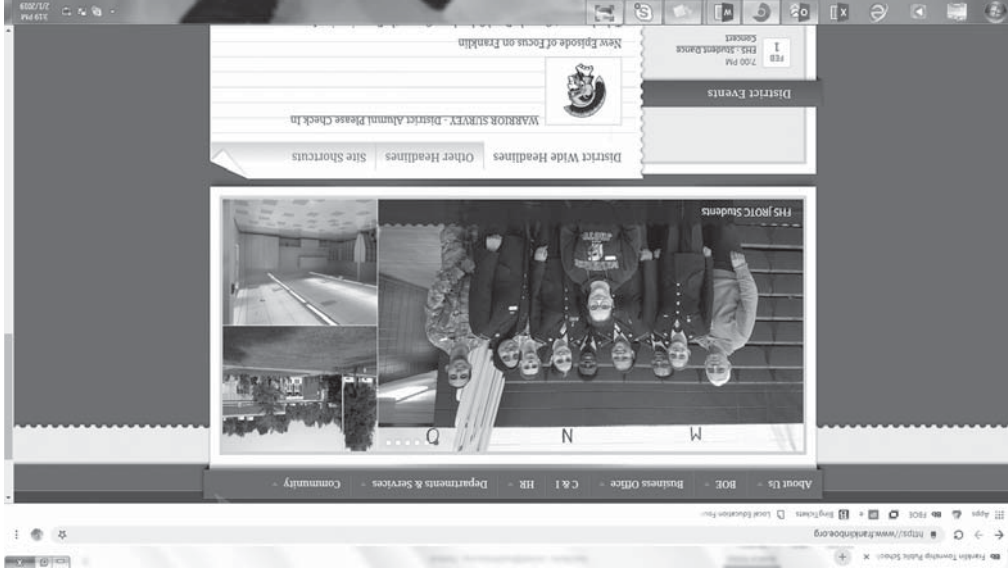 Franklin Township Public School
https://www.franklinboe.org
Apps
FBOE
BingTickets
Local Education
About Us
BOE
Business Office
C & I
HR
Departments & Services
Community
M N O
FHS JROTC Students
District Wide Headlines
Other Headlines
Site Shortcuts
WARRIOR SURVEY - District Alumni Please Check In
New Episode of Focus on Franklin
District Events
FEB
1
7:00 PM
FHS - Student Dance
Concert
3:19 PM
2/1/2019